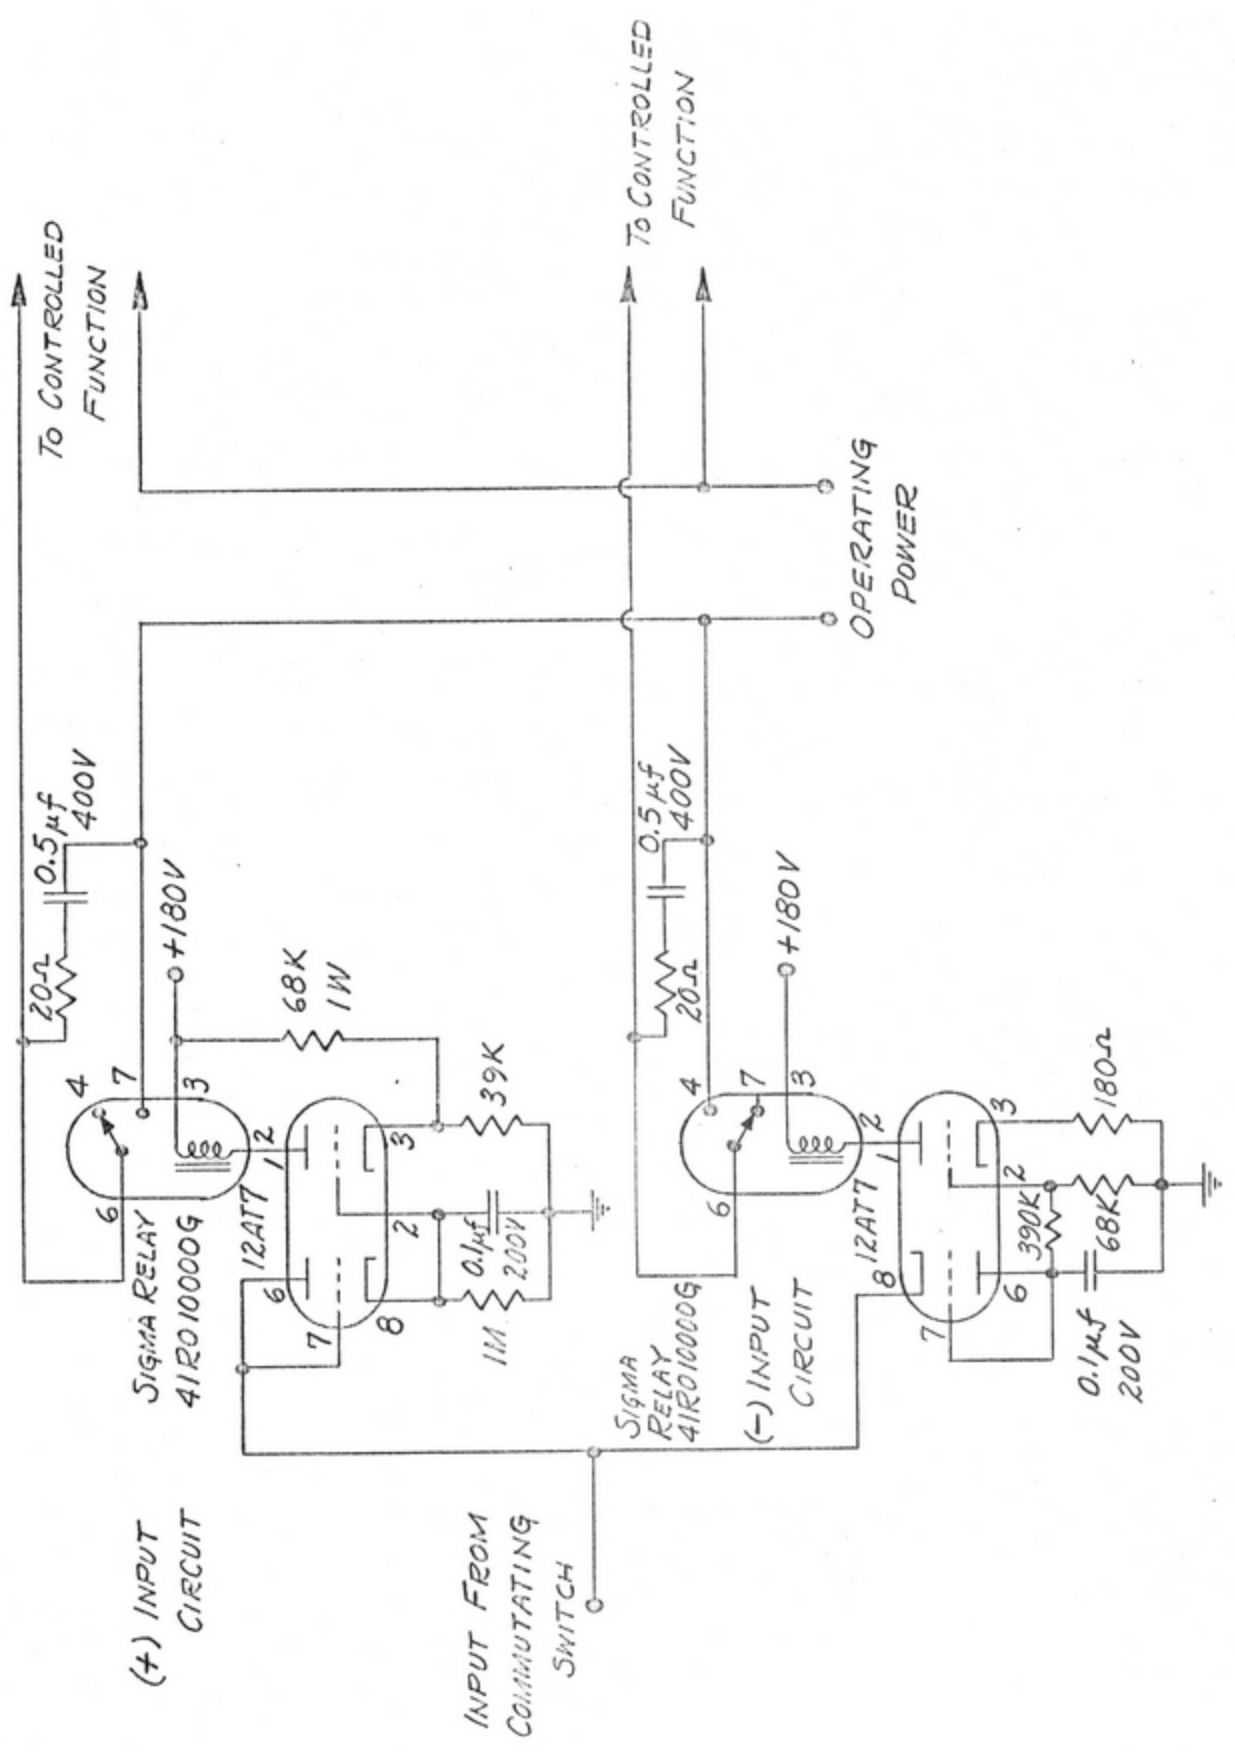 (+) INPUT
CIRCUIT
SIGMA RELAY
41R01000G
6
4
7
3
2
20Ω
0.5μf
400V
+180V
TO CONTROLLED
FUNCTION
12AT7
1
6
7
8
2
3
68K
1W
39K
0.1μf
200V
1M
INPUT FROM
COMMUTATING
SWITCH
SIGMA
RELAY
41R01000G
6
4
7
3
2
20Ω
0.5μf
400V
+180V
TO CONTROLLED
FUNCTION
(-) INPUT
CIRCUIT
12AT7
1
8
7
6
2
3
390K
68K
180Ω
0.1μf
200V
OPERATING
POWER